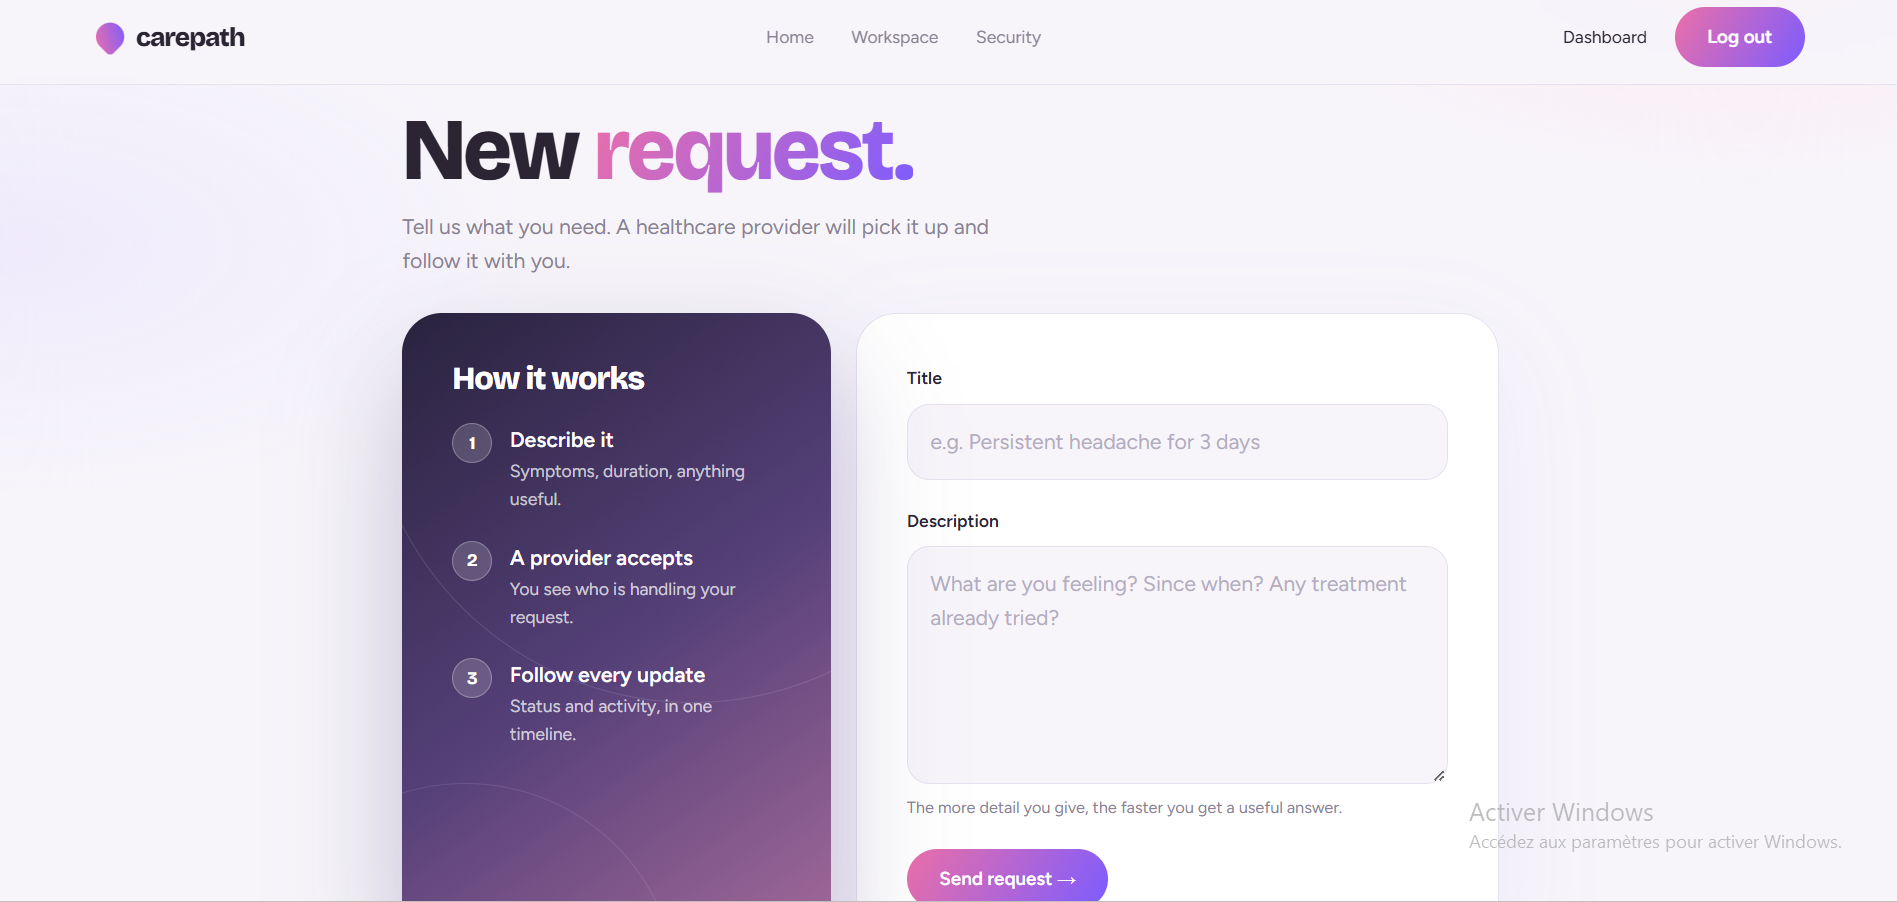 carepath
Home
Workspace
Security
Dashboard
Log out
New request.
Tell us what you need. A healthcare provider will pick it up and
follow it with you.
How it works
1
Describe it
Symptoms, duration, anything
useful.
2
A provider accepts
You see who is handling your
request.
3
Follow every update
Status and activity, in one
timeline.
Title
e.g. Persistent headache for 3 days
Description
What are you feeling? Since when? Any treatment
already tried?
The more detail you give, the faster you get a useful answer.
Send request →
Activer Windows
Accédez aux paramètres pour activer Windows.